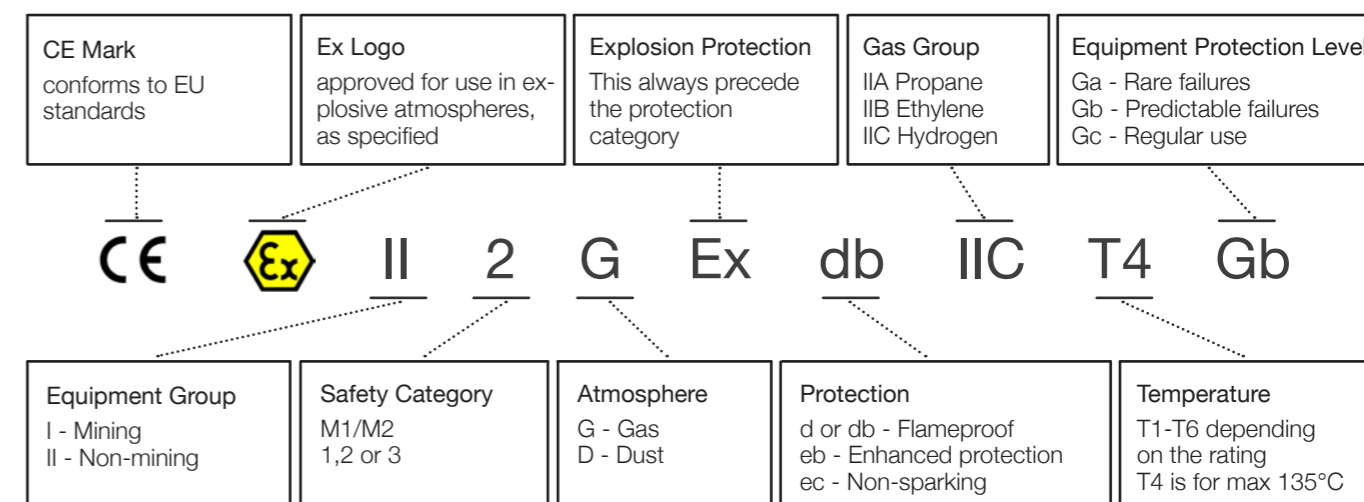 CE Mark
conforms to EU
standards
Ex Logo
approved for use in ex-
plosive atmospheres,
as specified
Explosion Protection
This always precede
the protection
category
Gas Group
IIA Propane
IIB Ethylene
IIC Hydrogen
Equipment Protection Level
Ga - Rare failures
Gb - Predictable failures
Gc - Regular use
CE Ex II 2 G Ex db IIC T4 Gb
Equipment Group
I - Mining
II - Non-mining
Safety Category
M1/M2
1,2 or 3
Atmosphere
G - Gas
D - Dust
Protection
d or db - Flameproof
eb - Enhanced protection
ec - Non-sparking
Temperature
T1-T6 depending
on the rating
T4 is for max 135°C